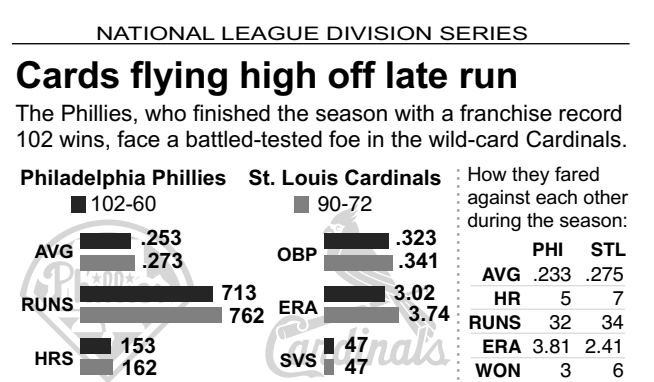 NATIONAL LEAGUE DIVISION SERIES
Cards flying high off late run
The Phillies, who finished the season with a franchise record
102 wins, face a battled-tested foe in the wild-card Cardinals.
Philadelphia Phillies
102-60
St. Louis Cardinals
90-72
AVG
.253
.273
RUNS
713
762
HRS
153
162
OBP
.323
.341
ERA
3.02
3.74
SVS
47
47
Cardinals
How they fared
against each other
during the season:
PHI STL
AVG .233 .275
HR 5 7
RUNS 32 34
ERA 3.81 2.41
WON 3 6